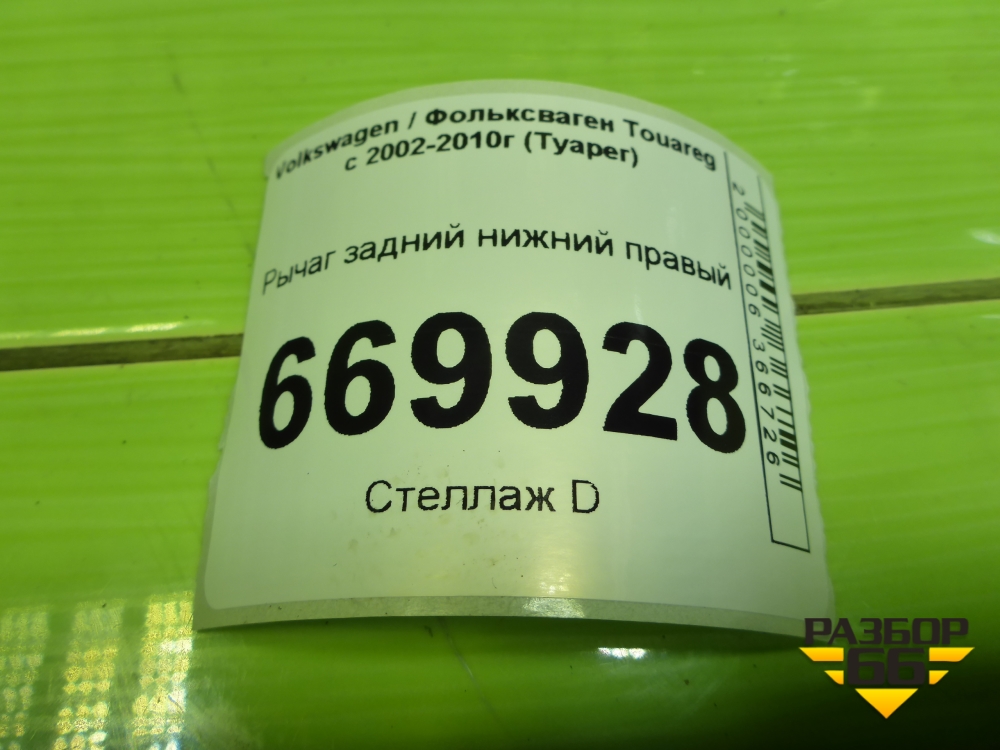 Volkswagen / Фольксваген Touareg
с 2002-2010г (Туарег)
Рычаг задний нижний правый
669928
Стеллаж D
2000006366726
РАЗБОР
66